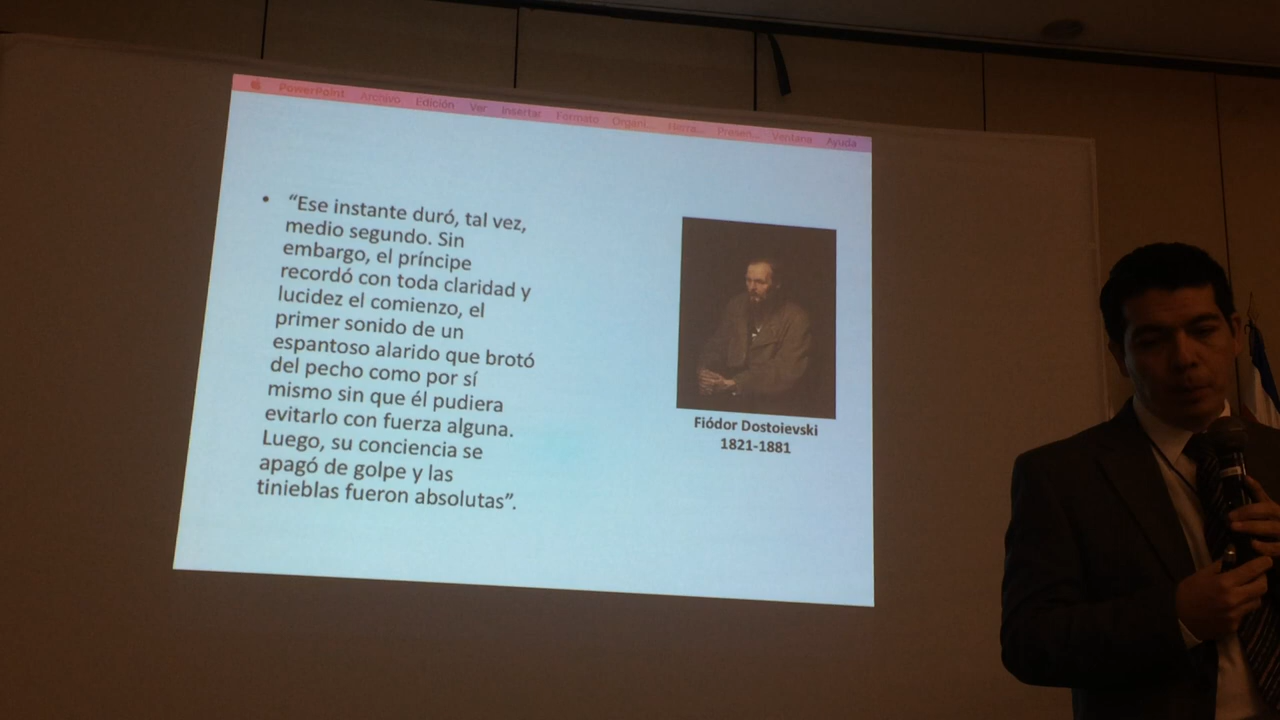 PowerPoint Archivo Edición Ver Insertar Formato Organi... Herra... Presen... Ventana Ayuda
• “Ese instante duró, tal vez,
medio segundo. Sin
embargo, el príncipe
recordó con toda claridad y
lucidez el comienzo, el
primer sonido de un
espantoso alarido que brotó
del pecho como por sí
mismo sin que él pudiera
evitarlo con fuerza alguna.
Luego, su conciencia se
apagó de golpe y las
tinieblas fueron absolutas”.
Fiódor Dostoievski
1821-1881